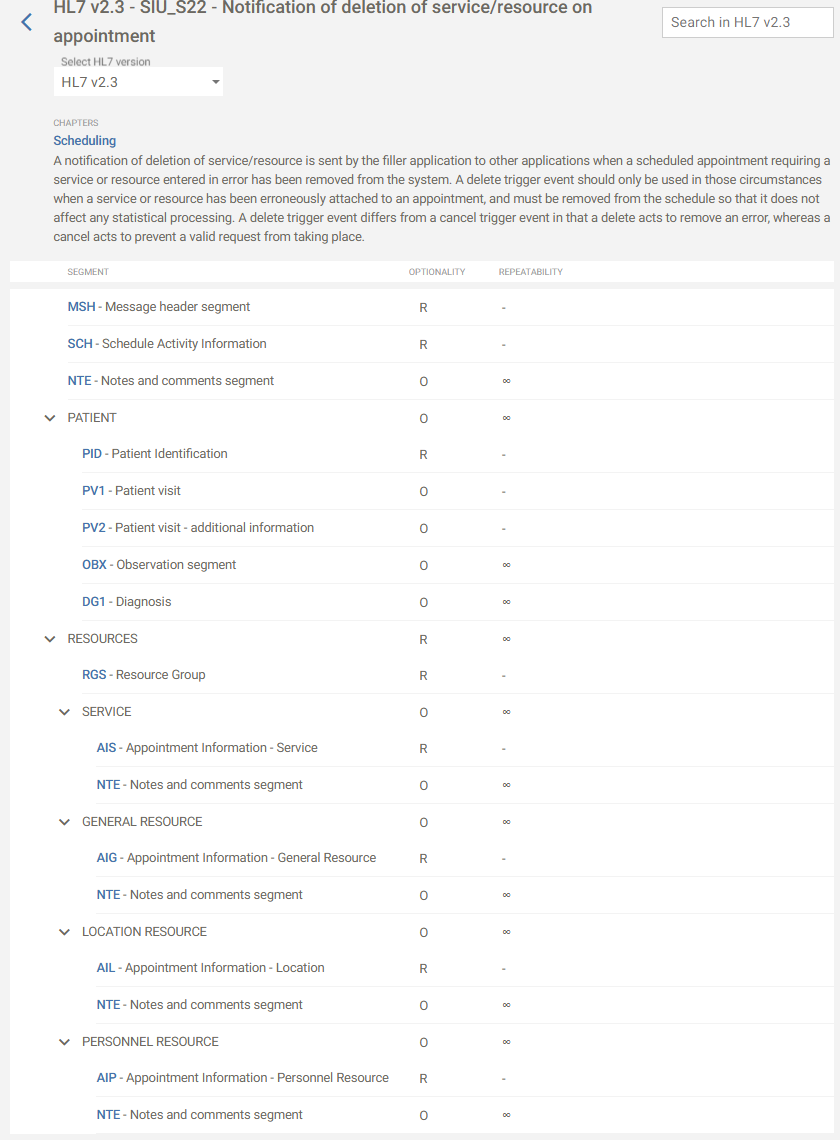 HL7 v2.3 - SIU_S22 - Notification of deletion of service/resource on
appointment
Search in HL7 v2.3
Select HL7 version
HL7 v2.3
CHAPTERS
Scheduling
A notification of deletion of service/resource is sent by the filler application to other applications when a scheduled appointment requiring a
service or resource entered in error has been removed from the system. A delete trigger event should only be used in those circumstances
when a service or resource has been erroneously attached to an appointment, and must be removed from the schedule so that it does not
affect any statistical processing. A delete trigger event differs from a cancel trigger event in that a delete acts to remove an error, whereas a
cancel acts to prevent a valid request from taking place.
SEGMENT OPTIONALITY REPEATABILITY
MSH - Message header segment R -
SCH - Schedule Activity Information R -
NTE - Notes and comments segment O ∞
PATIENT O ∞
PID - Patient Identification R -
PV1 - Patient visit O -
PV2 - Patient visit - additional information O -
OBX - Observation segment O ∞
DG1 - Diagnosis O ∞
RESOURCES R ∞
RGS - Resource Group R -
SERVICE O ∞
AIS - Appointment Information - Service R -
NTE - Notes and comments segment O ∞
GENERAL RESOURCE O ∞
AIG - Appointment Information - General Resource R -
NTE - Notes and comments segment O ∞
LOCATION RESOURCE O ∞
AIL - Appointment Information - Location R -
NTE - Notes and comments segment O ∞
PERSONNEL RESOURCE O ∞
AIP - Appointment Information - Personnel Resource R -
NTE - Notes and comments segment O ∞